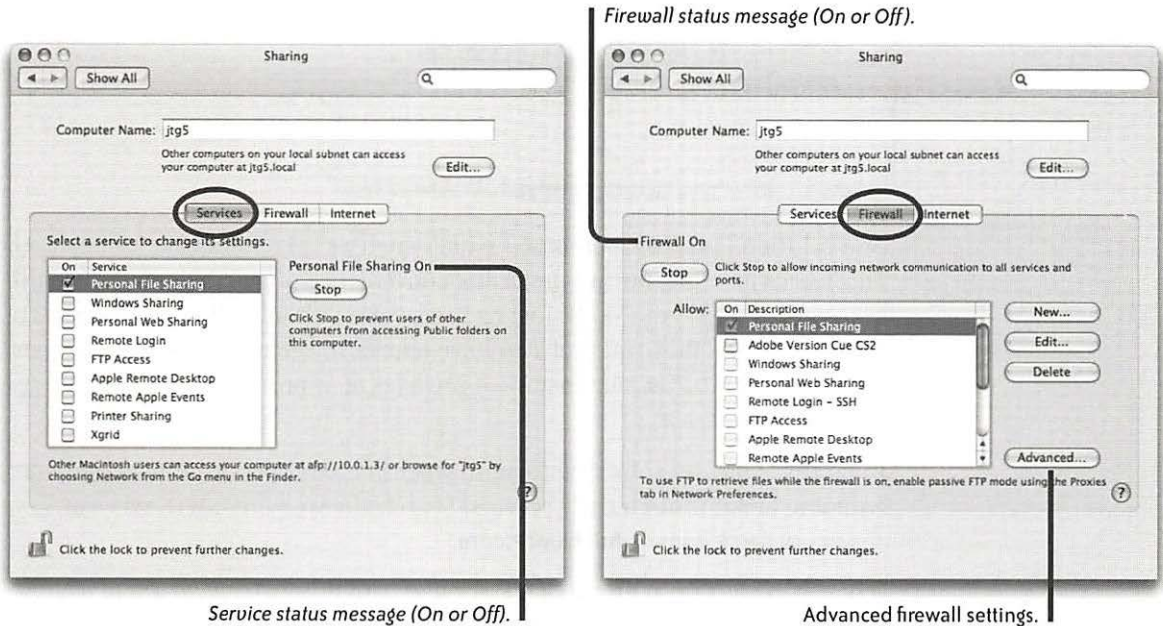 Firewall status message (On or Off).
Sharing
Show All
Computer Name: jtg5
Other computers on your local subnet can access
your computer at jtg5.local
Edit...
Services Firewall Internet
Select a service to change its settings.
On Service
Personal File Sharing
Windows Sharing
Personal Web Sharing
Remote Login
FTP Access
Apple Remote Desktop
Remote Apple Events
Printer Sharing
Xgrid
Personal File Sharing On
Stop
Click Stop to prevent users of other
computers from accessing Public folders on
this computer.
Other Macintosh users can access your computer at afp://10.0.1.3/ or browse for "jtg5" by
choosing Network from the Go menu in the Finder.
?
Click the lock to prevent further changes.
Service status message (On or Off).
Sharing
Show All
Computer Name: jtg5
Other computers on your local subnet can access
your computer at jtg5.local
Edit...
Services Firewall Internet
Firewall On
Stop
Click Stop to allow incoming network communication to all services and
ports.
Allow:
On Description
Personal File Sharing
Adobe Version Cue CS2
Windows Sharing
Personal Web Sharing
Remote Login - SSH
FTP Access
Apple Remote Desktop
Remote Apple Events
New...
Edit...
Delete
Advanced...
To use FTP to retrieve files while the firewall is on, enable passive FTP mode using the Proxies
tab in Network Preferences.
?
Click the lock to prevent further changes.
Advanced firewall settings.